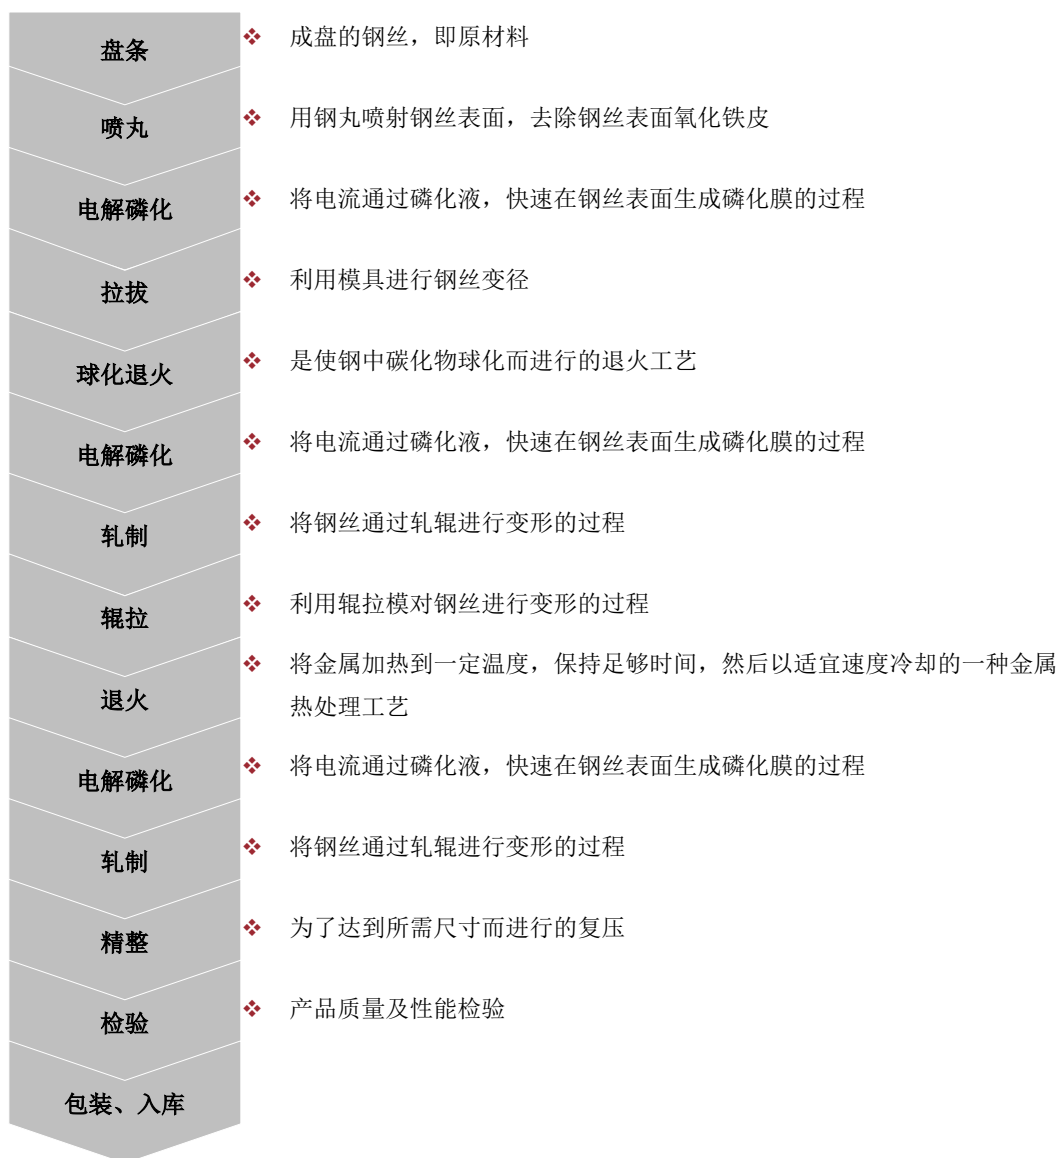 盘条
成盘的钢丝，即原材料
喷丸
用钢丸喷射钢丝表面，去除钢丝表面氧化铁皮
电解磷化
将电流通过磷化液，快速在钢丝表面生成磷化膜的过程
拉拔
利用模具进行钢丝变径
球化退火
是使钢中碳化物球化而进行的退火工艺
电解磷化
将电流通过磷化液，快速在钢丝表面生成磷化膜的过程
轧制
将钢丝通过轧辊进行变形的过程
辊拉
利用辊拉模对钢丝进行变形的过程
退火
将金属加热到一定温度，保持足够时间，然后以适宜速度冷却的一种金属
热处理工艺
电解磷化
将电流通过磷化液，快速在钢丝表面生成磷化膜的过程
轧制
将钢丝通过轧辊进行变形的过程
精整
为了达到所需尺寸而进行的复压
检验
产品质量及性能检验
包装、入库